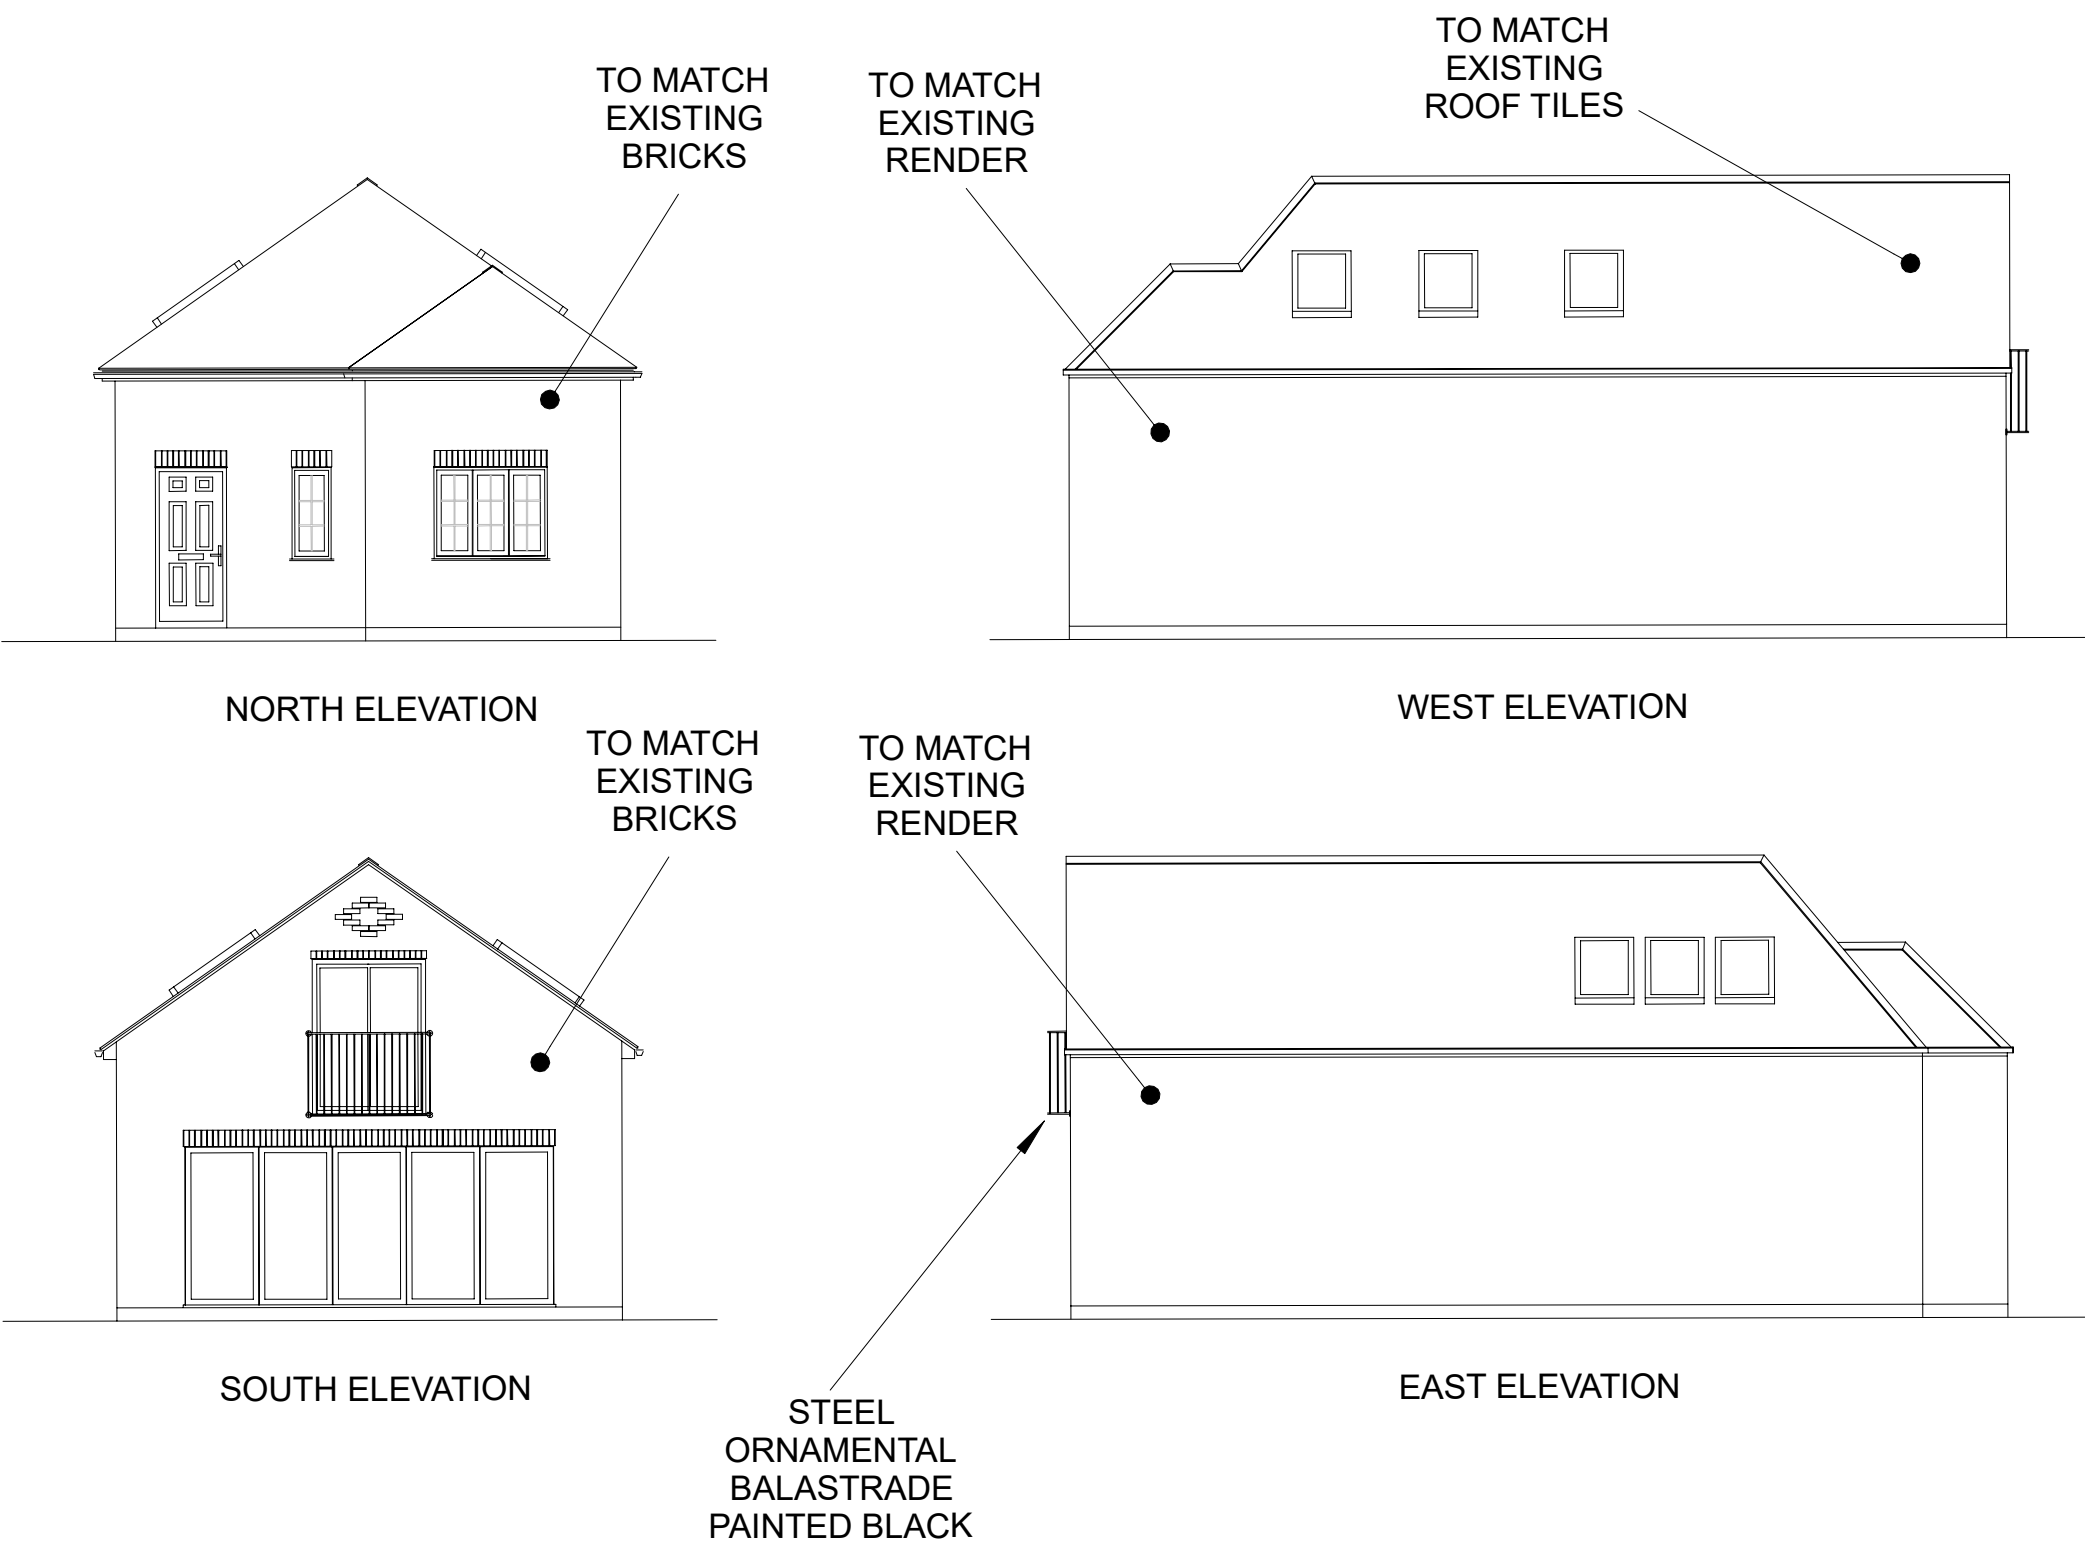 TO MATCH
EXISTING
BRICKS
TO MATCH
EXISTING
RENDER
TO MATCH
EXISTING
ROOF TILES
NORTH ELEVATION
WEST ELEVATION
TO MATCH
EXISTING
BRICKS
TO MATCH
EXISTING
RENDER
SOUTH ELEVATION
EAST ELEVATION
STEEL
ORNAMENTAL
BALASTRADE
PAINTED BLACK